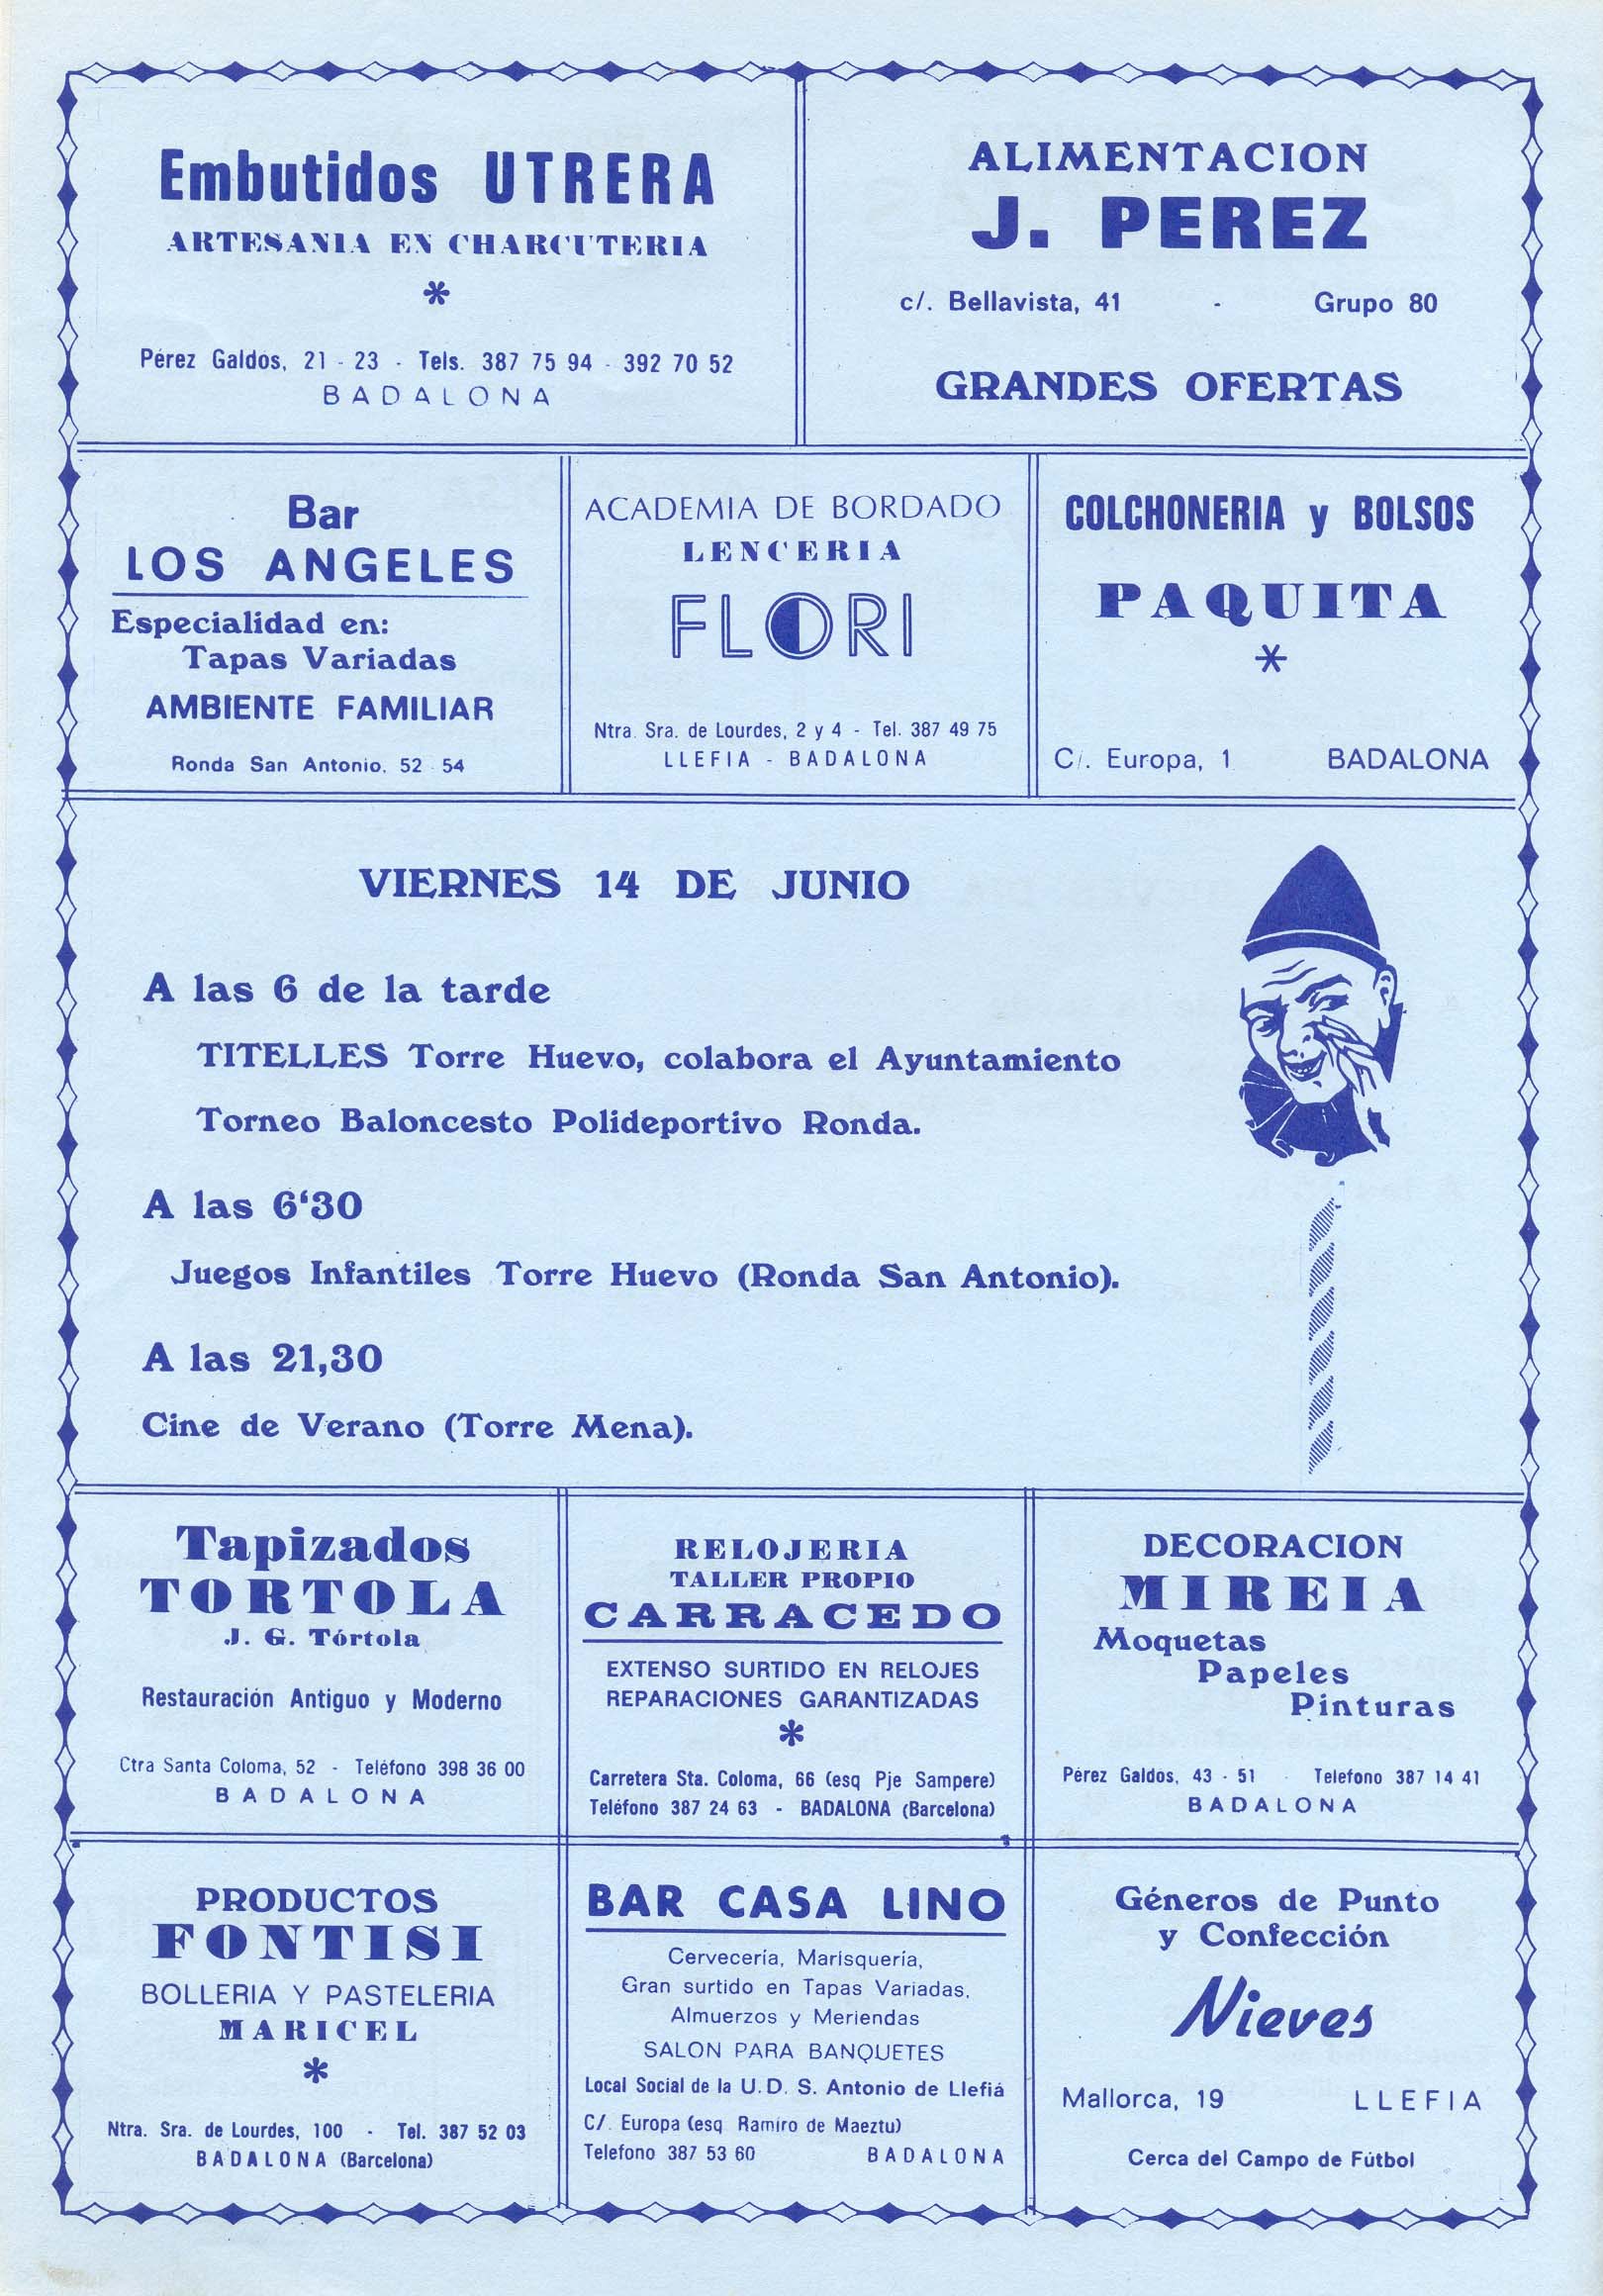 Embutidos UTRERA
ARTESANIA EN CHARCUTERIA
*
Pérez Galdós, 21 - 23 - Tels. 387 75 94 - 392 70 52
BADALONA
ALIMENTACION
J. PEREZ
c/. Bellavista, 41 - Grupo 80
GRANDES OFERTAS
Bar
LOS ANGELES
Especialidad en:
Tapas Variadas
AMBIENTE FAMILIAR
Ronda San Antonio, 52 - 54
ACADEMIA DE BORDADO
LENCERIA
FLORI
Ntra. Sra. de Lourdes, 2 y 4 - Tel. 387 49 75
LLEFIA - BADALONA
COLCHONERIA y BOLSOS
PAQUITA
*
C/. Europa, 1 BADALONA
VIERNES 14 DE JUNIO
A las 6 de la tarde
TITELLES Torre Huevo, colabora el Ayuntamiento
Torneo Baloncesto Polideportivo Ronda.
A las 6‘30
Juegos Infantiles Torre Huevo (Ronda San Antonio).
A las 21,30
Cine de Verano (Torre Mena).
Tapizados
TORTOLA
J. G. Tórtola
Restauración Antiguo y Moderno
Ctra Santa Coloma, 52 - Teléfono 398 36 00
BADALONA
RELOJERIA
TALLER PROPIO
CARRACEDO
EXTENSO SURTIDO EN RELOJES
REPARACIONES GARANTIZADAS
*
Carretera Sta. Coloma, 66 (esq Pje Sampere)
Teléfono 387 24 63 - BADALONA (Barcelona)
DECORACION
MIREIA
Moquetas
Papeles
Pinturas
Pérez Galdos, 43 - 51 - Telefono 387 14 41
BADALONA
PRODUCTOS
FONTISI
BOLLERIA Y PASTELERIA
MARICEL
*
Ntra. Sra. de Lourdes, 100 - Tel. 387 52 03
BADALONA (Barcelona)
BAR CASA LINO
Cervecería, Marisquería,
Gran surtido en Tapas Variadas,
Almuerzos y Meriendas
SALON PARA BANQUETES
Local Social de la U.D. S. Antonio de Llefiá
C/. Europa (esq Ramiro de Maeztu)
Telefono 387 53 60 BADALONA
Géneros de Punto
y Confección
Nieves
Mallorca, 19 LLEFIA
Cerca del Campo de Fútbol